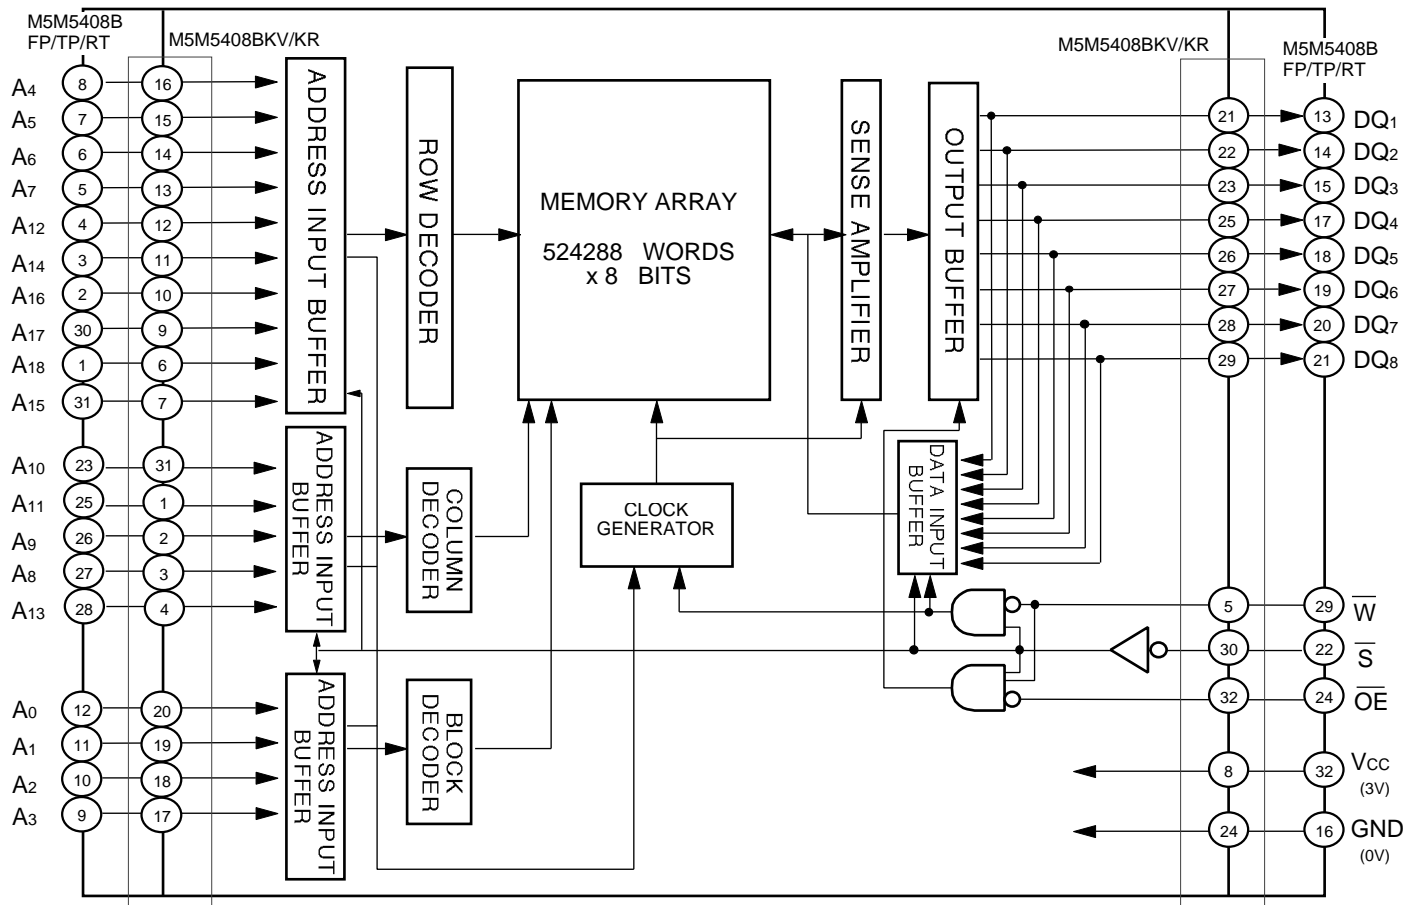 M5M5408B
FP/TP/RT
M5M5408BKV/KR
M5M5408BKV/KR
M5M5408B
FP/TP/RT
A4 8 16
A5 7 15
A6 6 14
A7 5 13
A12 4 12
A14 3 11
A16 2 10
A17 30 9
A18 1 6
A15 31 7
A10 23 31
A11 25 1
A9 26 2
A8 27 3
A13 28 4
A0 12 20
A1 11 19
A2 10 18
A3 9 17
ADDRESS INPUT BUFFER
ADDRESS INPUT
BUFFER
ADDRESS INPUT
BUFFER
ROW DECODER
COLUMN
DECODER
BLOCK
DECODER
MEMORY ARRAY
524288 WORDS
x 8 BITS
CLOCK
GENERATOR
SENSE AMPLIFIER
OUTPUT BUFFER
DATA INPUT
BUFFER
21 13 DQ1
22 14 DQ2
23 15 DQ3
25 17 DQ4
26 18 DQ5
27 19 DQ6
28 20 DQ7
29 21 DQ8
5 29 W̅
30 22 S̅
32 24 O̅E̅
8 32 VCC
(3V)
24 16 GND
(0V)